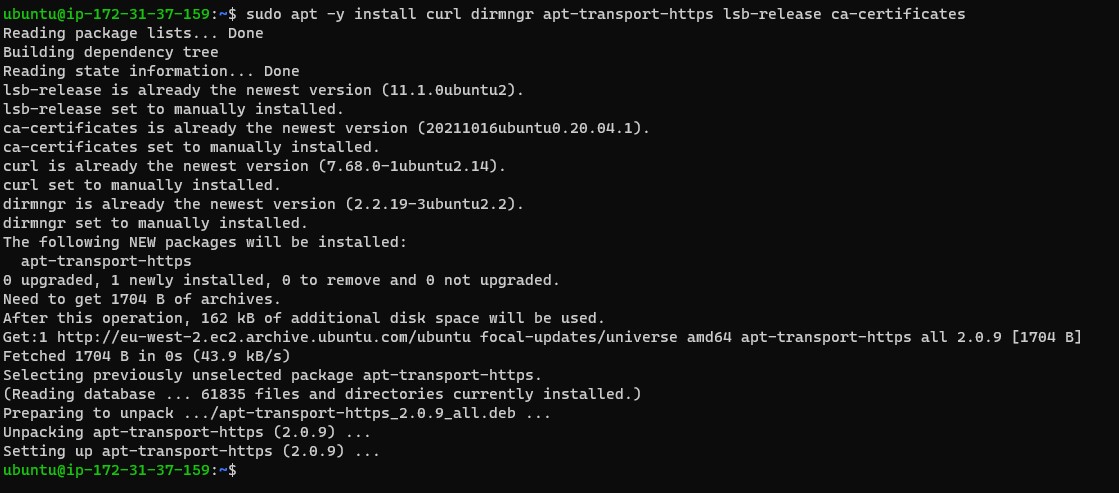 ubuntu@ip-172-31-37-159:~$ sudo apt -y install curl dirmngr apt-transport-https lsb-release ca-certificates
Reading package lists... Done
Building dependency tree
Reading state information... Done
lsb-release is already the newest version (11.1.0ubuntu2).
lsb-release set to manually installed.
ca-certificates is already the newest version (20211016ubuntu0.20.04.1).
ca-certificates set to manually installed.
curl is already the newest version (7.68.0-1ubuntu2.14).
curl set to manually installed.
dirmngr is already the newest version (2.2.19-3ubuntu2.2).
dirmngr set to manually installed.
The following NEW packages will be installed:
  apt-transport-https
0 upgraded, 1 newly installed, 0 to remove and 0 not upgraded.
Need to get 1704 B of archives.
After this operation, 162 kB of additional disk space will be used.
Get:1 http://eu-west-2.ec2.archive.ubuntu.com/ubuntu focal-updates/universe amd64 apt-transport-https all 2.0.9 [1704 B]
Fetched 1704 B in 0s (43.9 kB/s)
Selecting previously unselected package apt-transport-https.
(Reading database ... 61835 files and directories currently installed.)
Preparing to unpack .../apt-transport-https_2.0.9_all.deb ...
Unpacking apt-transport-https (2.0.9) ...
Setting up apt-transport-https (2.0.9) ...
ubuntu@ip-172-31-37-159:~$